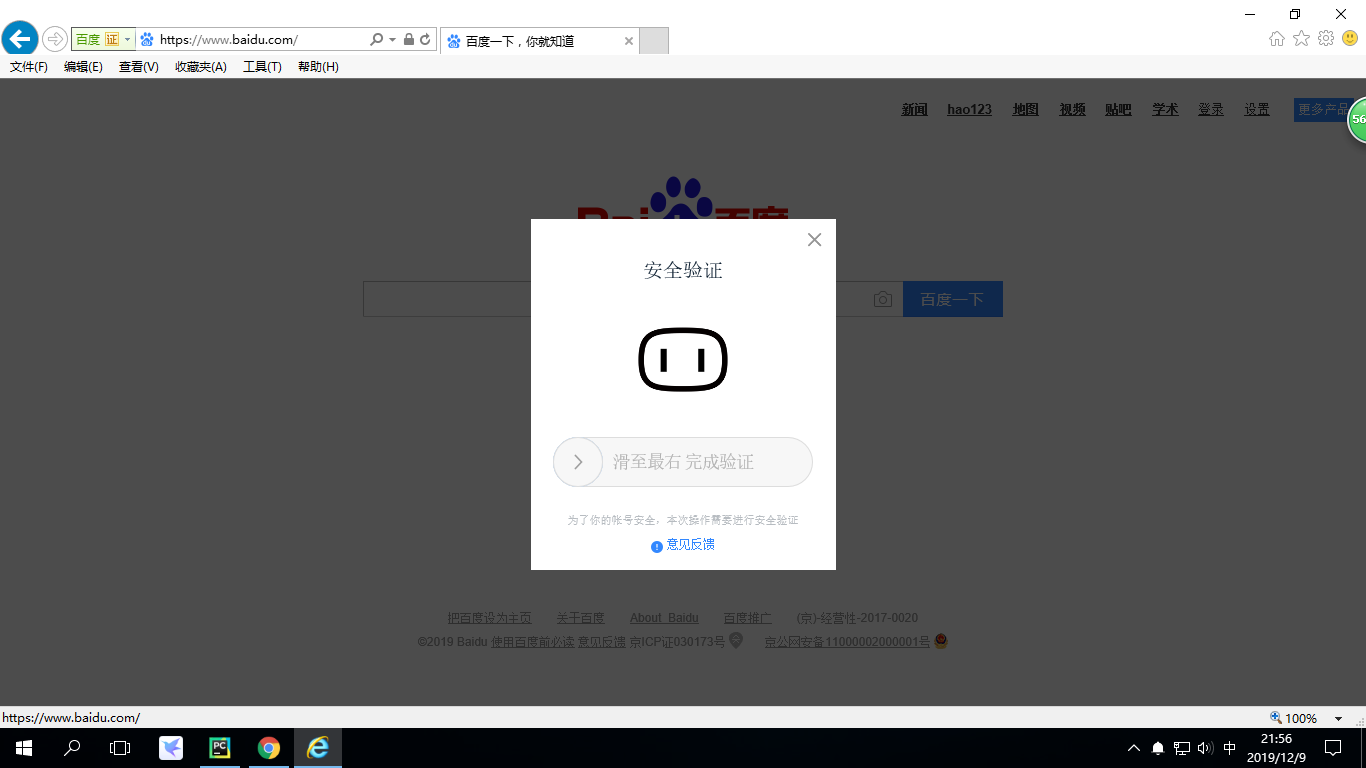 百度 证 https://www.baidu.com/ 百度一下，你就知道
文件(F) 编辑(E) 查看(V) 收藏夹(A) 工具(T) 帮助(H)
新闻 hao123 地图 视频 贴吧 学术 登录 设置 更多产品
56
安全验证
百度一下
滑至最右 完成验证
为了你的帐号安全，本次操作需要进行安全验证
意见反馈
把百度设为主页 关于百度 About Baidu 百度推广 (京)-经营性-2017-0020
©2019 Baidu 使用百度前必读 意见反馈 京ICP证030173号 京公网安备11000002000001号
https://www.baidu.com/ 100%
PC 中 21:56
2019/12/9